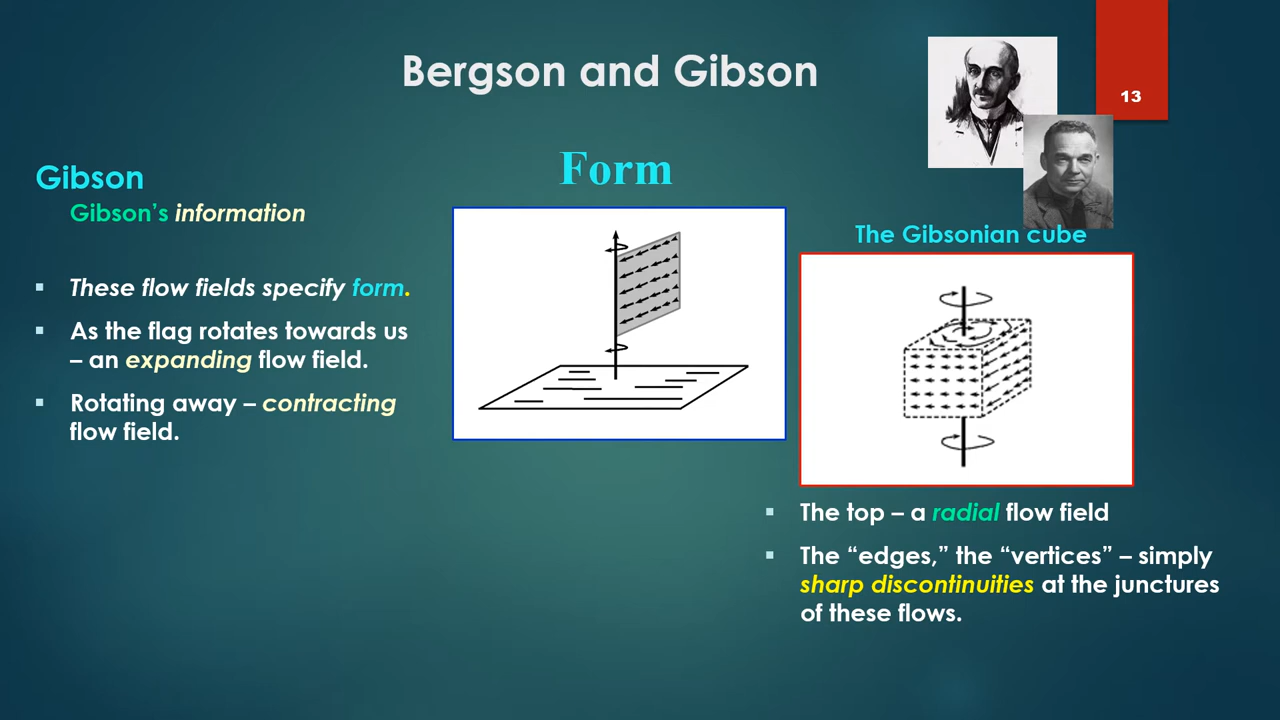 Bergson and Gibson
13
Form
Gibson
Gibson's information
▪ These flow fields specify form.
▪ As the flag rotates towards us
– an expanding flow field.
▪ Rotating away – contracting
flow field.
The Gibsonian cube
▪ The top – a radial flow field
▪ The “edges,” the “vertices” – simply
sharp discontinuities at the junctures
of these flows.